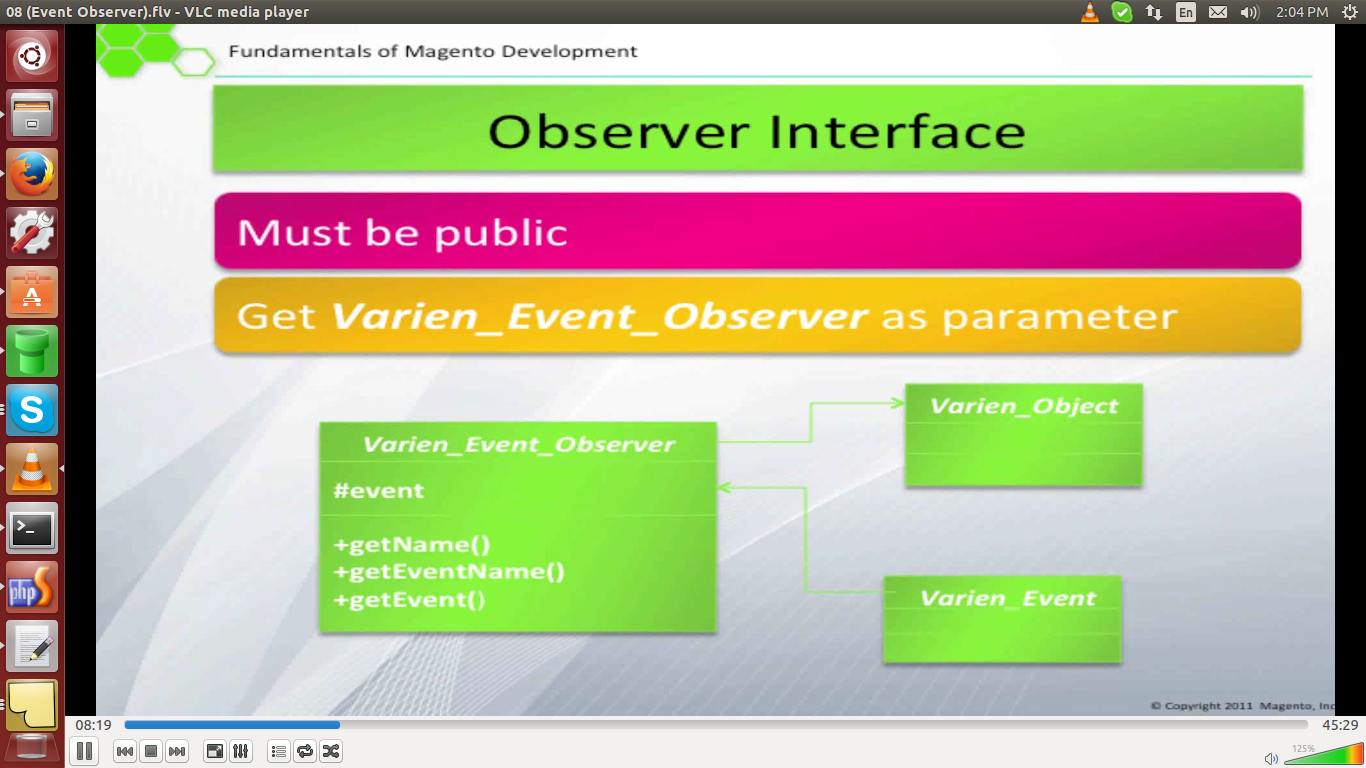 08 (Event Observer).flv - VLC media player
En
2:04 PM
Fundamentals of Magento Development
Observer Interface
Must be public
Get Varien_Event_Observer as parameter
Varien_Event_Observer
#event
+getName()
+getEventName()
+getEvent()
Varien_Object
Varien_Event
© Copyright 2011 Magento, Inc
S
php
08:19
45:29
125%